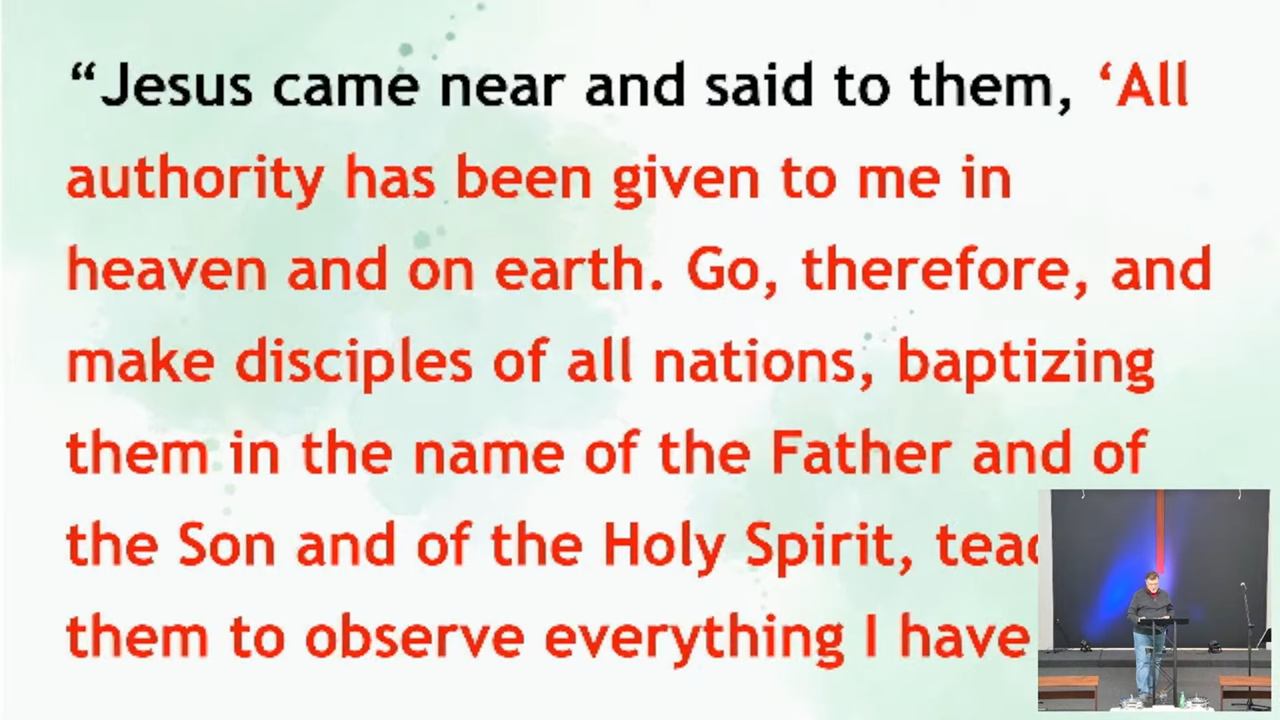 “Jesus came near and said to them, ‘All
authority has been given to me in
heaven and on earth. Go, therefore, and
make disciples of all nations, baptizing
them in the name of the Father and of
the Son and of the Holy Spirit,
them to observe everything I have